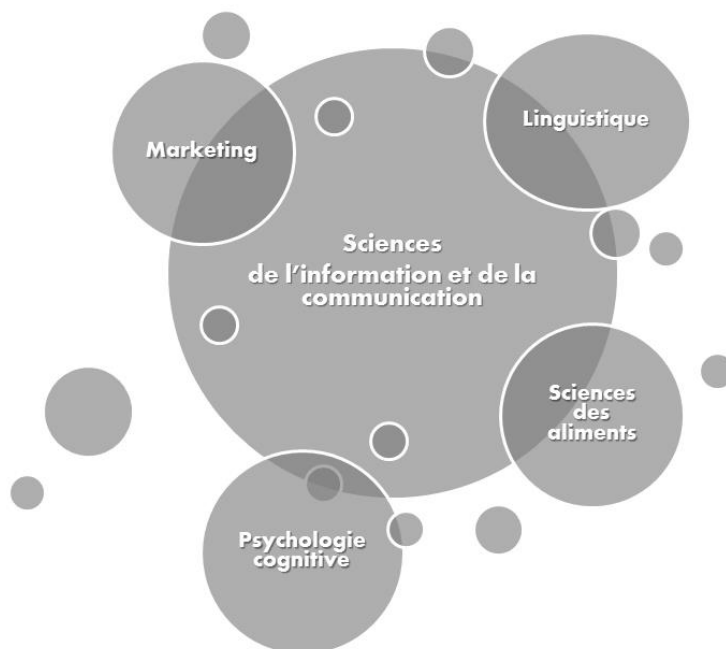 Marketing
Linguistique
Sciences
de l'information et de la
communication
Sciences
des
aliments
Psychologie
cognitive